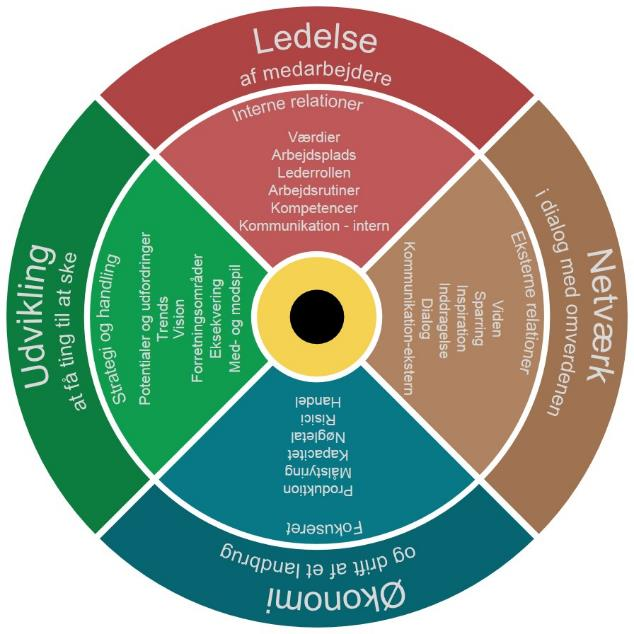 Ledelse
af medarbejdere
Interne relationer
Værdier
Arbejdsplads
Lederrollen
Arbejdsrutiner
Kompetencer
Kommunikation - intern
Netværk
i dialog med omverdenen
Eksterne relationer
Viden
Sparring
Inspiration
Inddragelse
Dialog
Kommunikation-ekstern
Økonomi
og drift af et landbrug
Fokuseret
Produktion
Målstyring
Kapacitet
Nøgletal
Risici
Handel
Udvikling
at få ting til at ske
Strategi og handling
Potentialer og udfordringer
Trends
Vision
Forretningsområder
Eksekvering
Med- og modspil